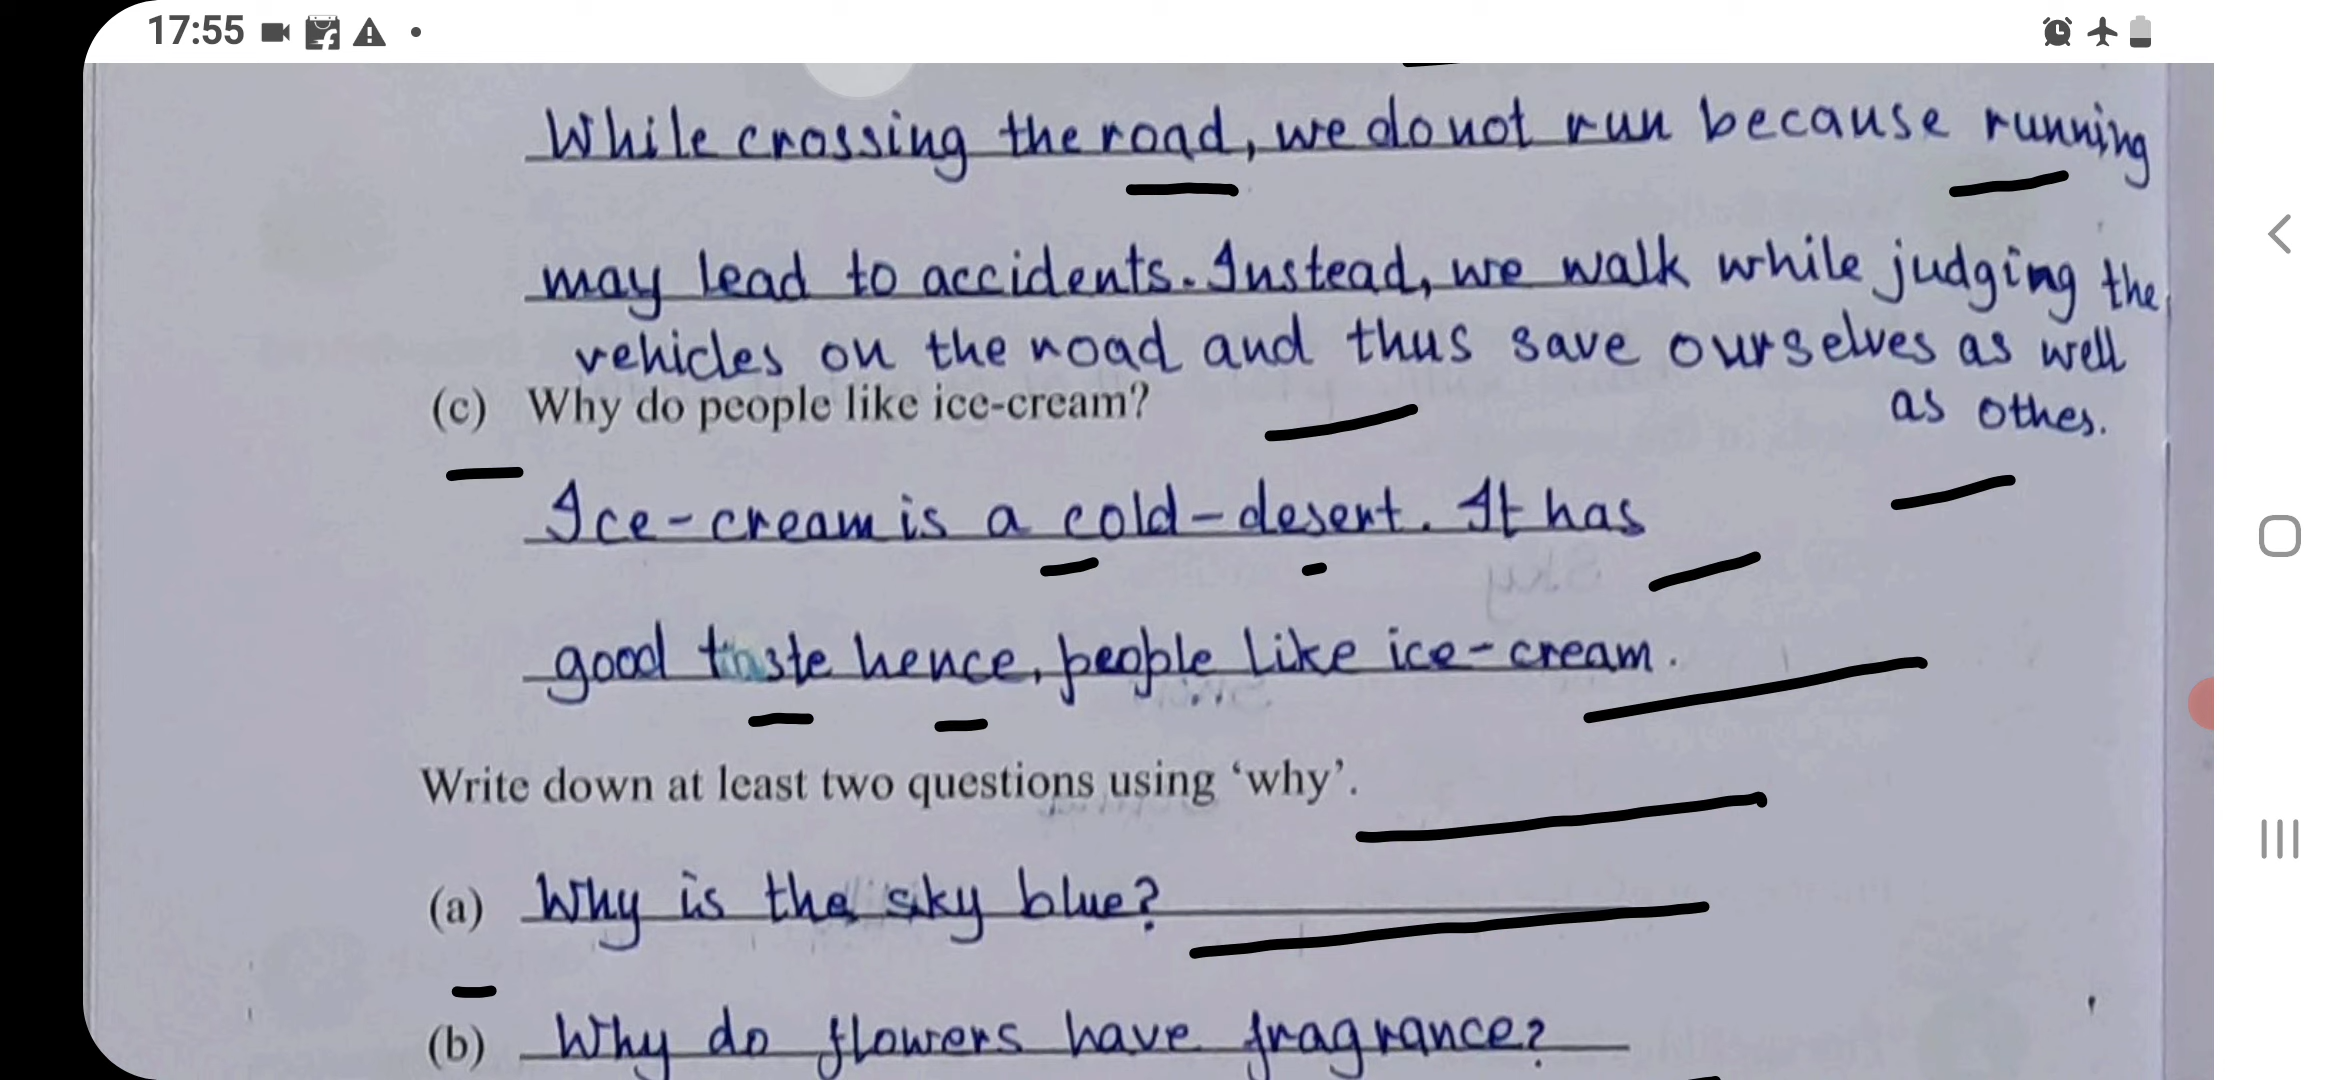 17:55
While crossing the road, we do not run because running
may lead to accidents. Instead, we walk while judging the
vehicles on the road and thus save ourselves as well
(c) Why do people like ice-cream?
as othes.
Ice-cream is a cold-desert. It has
good taste hence, people like ice-cream.
Write down at least two questions using ‘why’.
(a) Why is the sky blue?
(b) Why do flowers have fragrance?